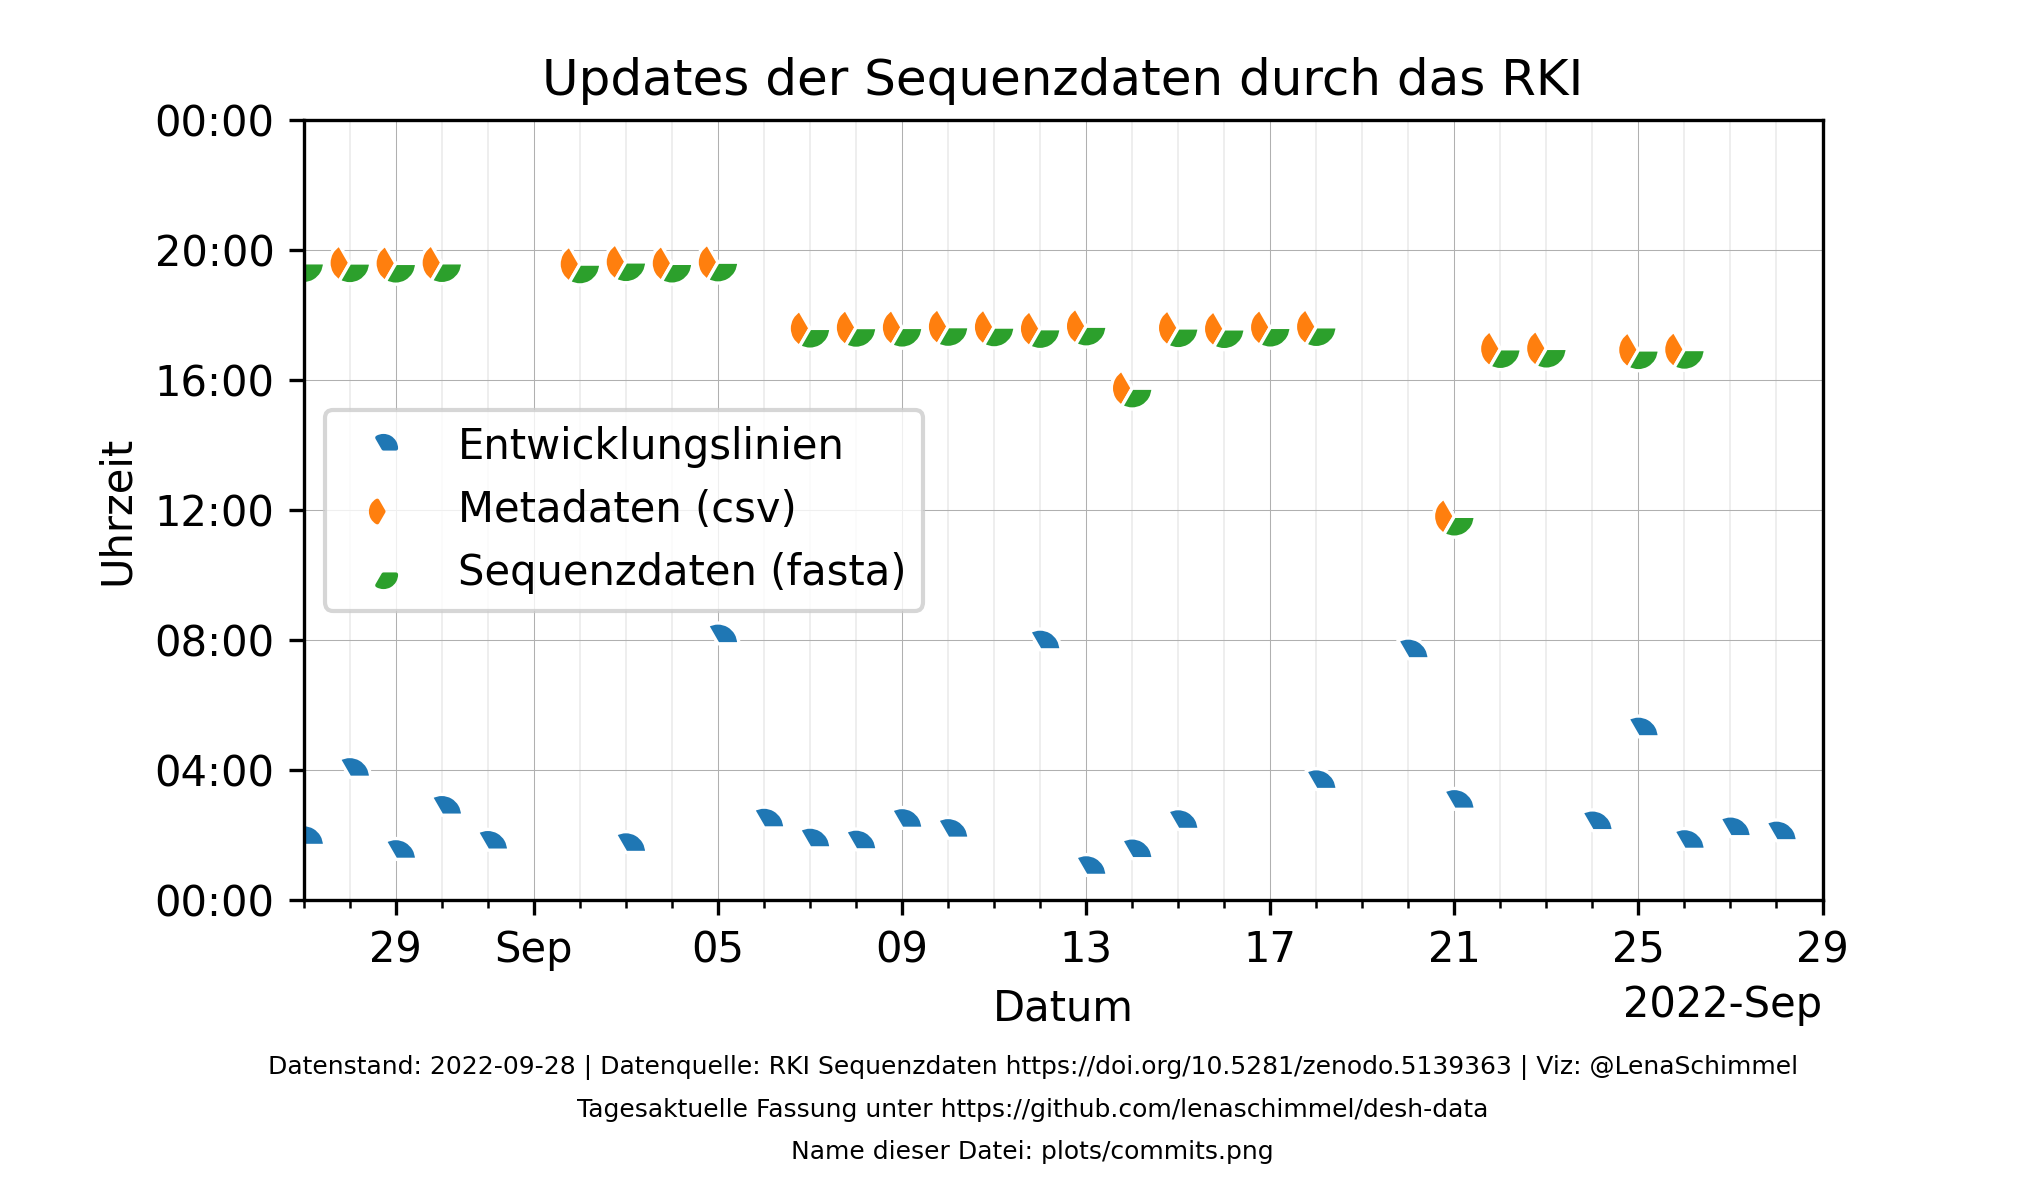 Updates der Sequenzdaten durch das RKI
00:00
20:00
16:00
12:00
08:00
04:00
00:00
Uhrzeit
Entwicklungslinien
Metadaten (csv)
Sequenzdaten (fasta)
29 Sep 05 09 13 17 21 25 29
Datum
2022-Sep
Datenstand: 2022-09-28 | Datenquelle: RKI Sequenzdaten https://doi.org/10.5281/zenodo.5139363 | Viz: @LenaSchimmel
Tagesaktuelle Fassung unter https://github.com/lenaschimmel/desh-data
Name dieser Datei: plots/commits.png